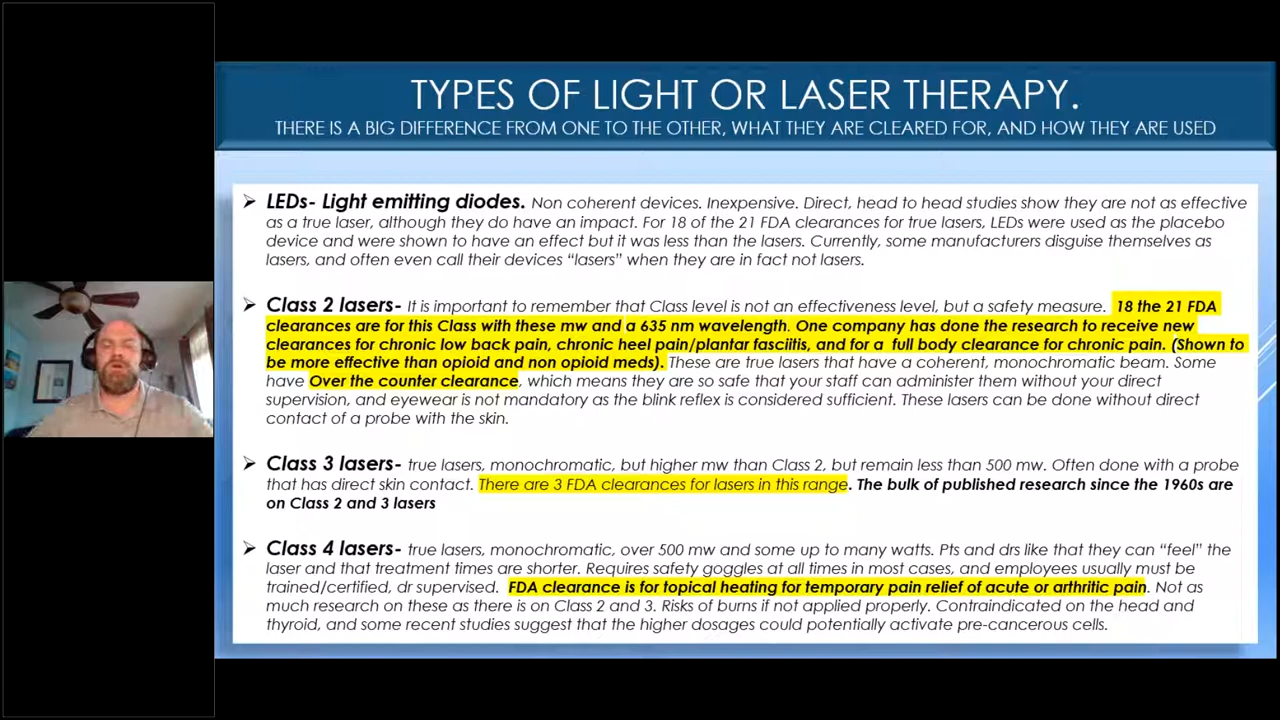 TYPES OF LIGHT OR LASER THERAPY.
THERE IS A BIG DIFFERENCE FROM ONE TO THE OTHER, WHAT THEY ARE CLEARED FOR, AND HOW THEY ARE USED
LEDs- Light emitting diodes. Non coherent devices. Inexpensive. Direct, head to head studies show they are not as effective
as a true laser, although they do have an impact. For 18 of the 21 FDA clearances for true lasers, LEDs were used as the placebo
device and were shown to have an effect but it was less than the lasers. Currently, some manufacturers disguise themselves as
lasers, and often even call their devices “lasers” when they are in fact not lasers.
Class 2 lasers- It is important to remember that Class level is not an effectiveness level, but a safety measure. 18 the 21 FDA
clearances are for this Class with these mw and a 635 nm wavelength. One company has done the research to receive new
clearances for chronic low back pain, chronic heel pain/plantar fasciitis, and for a full body clearance for chronic pain. (Shown to
be more effective than opioid and non opioid meds). These are true lasers that have a coherent, monochromatic beam. Some
have Over the counter clearance, which means they are so safe that your staff can administer them without your direct
supervision, and eyewear is not mandatory as the blink reflex is considered sufficient. These lasers can be done without direct
contact of a probe with the skin.
Class 3 lasers- true lasers, monochromatic, but higher mw than Class 2, but remain less than 500 mw. Often done with a probe
that has direct skin contact. There are 3 FDA clearances for lasers in this range. The bulk of published research since the 1960s are
on Class 2 and 3 lasers
Class 4 lasers- true lasers, monochromatic, over 500 mw and some up to many watts. Pts and drs like that they can “feel” the
laser and that treatment times are shorter. Requires safety goggles at all times in most cases, and employees usually must be
trained/certified, dr supervised. FDA clearance is for topical heating for temporary pain relief of acute or arthritic pain. Not as
much research on these as there is on Class 2 and 3. Risks of burns if not applied properly. Contraindicated on the head and
thyroid, and some recent studies suggest that the higher dosages could potentially activate pre-cancerous cells.